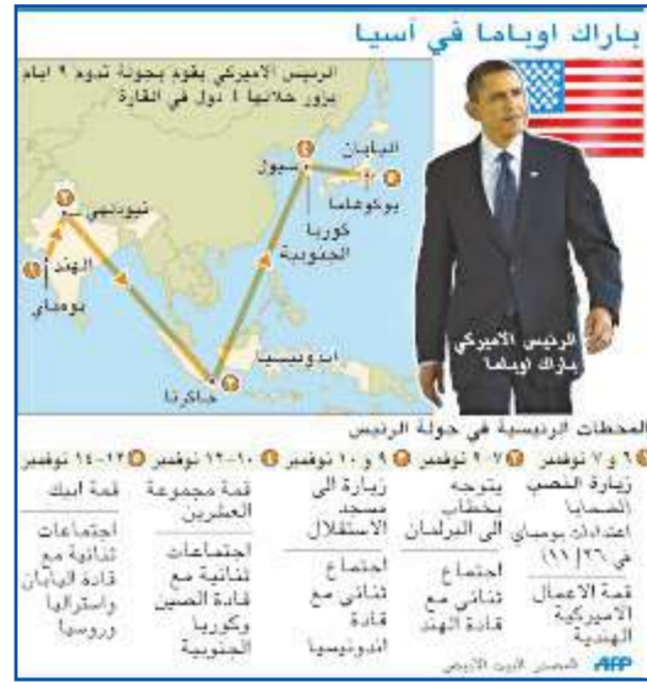 باراك اوباما في آسيا
الرئيس الاميركي يقوم بجولة تدوم ٩ ايام
يزور خلالها ٤ دول في القارة
اليابان
سيول
يوكوهاما
كوريا
الجنوبية
نيودلهي
الهند
بومباي
اندونيسيا
جاكرتا
الرئيس الاميركي
باراك اوباما
المحطات الرئيسية في جولة الرئيس
٦ و ٧ نوفمبر
زيارة النصب
لضحايا
اعتداءات بومباي
في ٢٦/١١)
قمة الاعمال
الاميركية
الهندية
٧-٩ نوفمبر
يتوجه
بخطاب
الى البرلمان
اجتماع
ثنائي مع
قادة الهند
٩ و ١٠ نوفمبر
زيارة الى
مسجد
الاستقلال
اجتماع
ثنائي مع
قادة
اندونيسيا
١٠-١٢ نوفمبر
قمة مجموعة
العشرين
اجتماعات
ثنائية مع
قادة الصين
وكوريا
الجنوبية
١٢-١٤ نوفمبر
قمة ابيك
اجتماعات
ثنائية مع
قادة اليابان
واستراليا
وروسيا
AFP المصدر: البيت الابيض